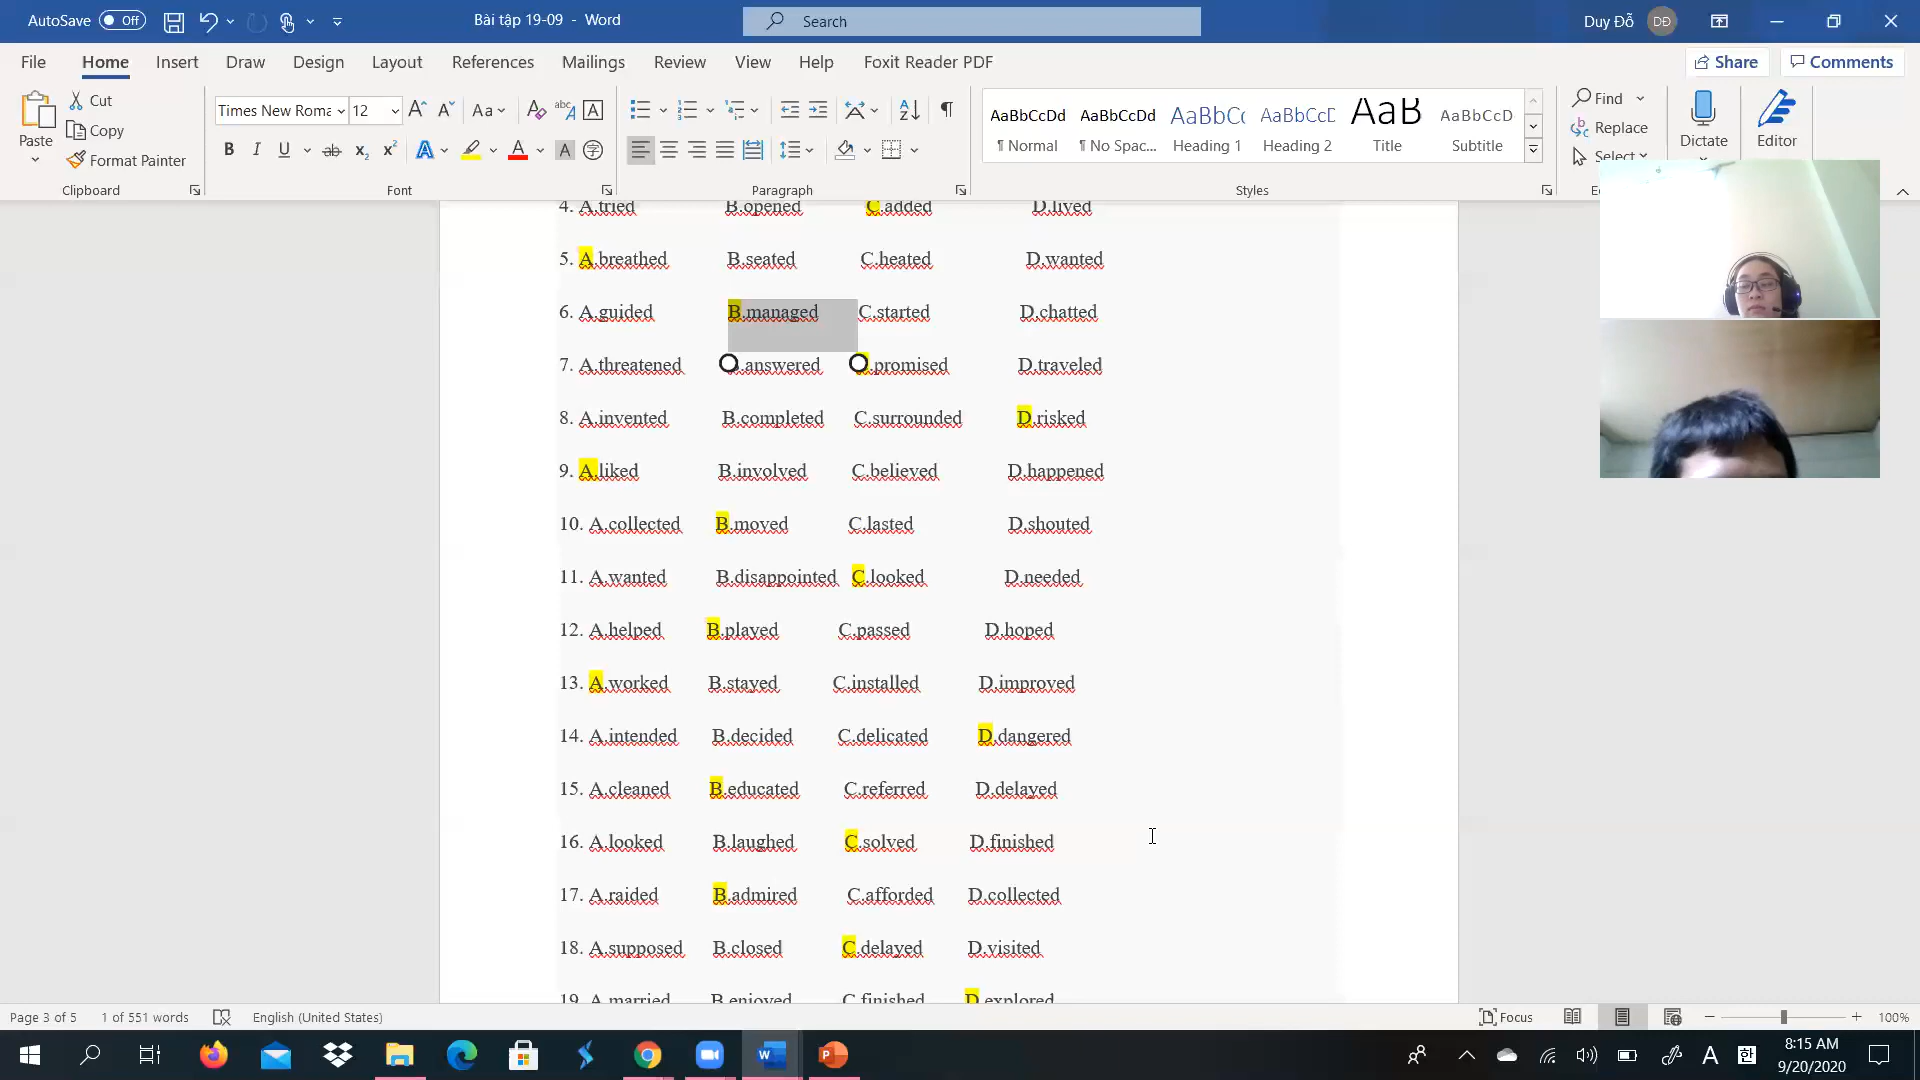 AutoSave Off Bài tập 19-09 - Word Search Duy Đỗ DĐ
File Home Insert Draw Design Layout References Mailings Review View Help Foxit Reader PDF Share Comments
Cut Times New Roma 12 Aa AaBbCcDd AaBbCcDd AaBbCc AaBbCcD AaB AaBbCcD Find
Paste Copy Replace Dictate Editor
Format Painter B I U ab x₂ x² A A A ¶ Normal ¶ No Spac... Heading 1 Heading 2 Title Subtitle Select
Clipboard Font Paragraph Styles
4. A.tried B.opened C.added D.lived
5. A.breathed B.seated C.heated D.wanted
6. A.guided B.managed C.started D.chatted
7. A.threatened .answered .promised D.traveled
8. A.invented B.completed C.surrounded D.risked
9. A.liked B.involved C.believed D.happened
10. A.collected B.moved C.lasted D.shouted
11. A.wanted B.disappointed C.looked D.needed
12. A.helped B.played C.passed D.hoped
13. A.worked B.stayed C.installed D.improved
14. A.intended B.decided C.delicated D.dangered
15. A.cleaned B.educated C.referred D.delayed
16. A.looked B.laughed C.solved D.finished
17. A.raided B.admired C.afforded D.collected
18. A.supposed B.closed C.delayed D.visited
19. A.married B.enjoyed C.finished D.explored
Page 3 of 5 1 of 551 words English (United States) Focus 100%
A 한 8:15 AM
9/20/2020